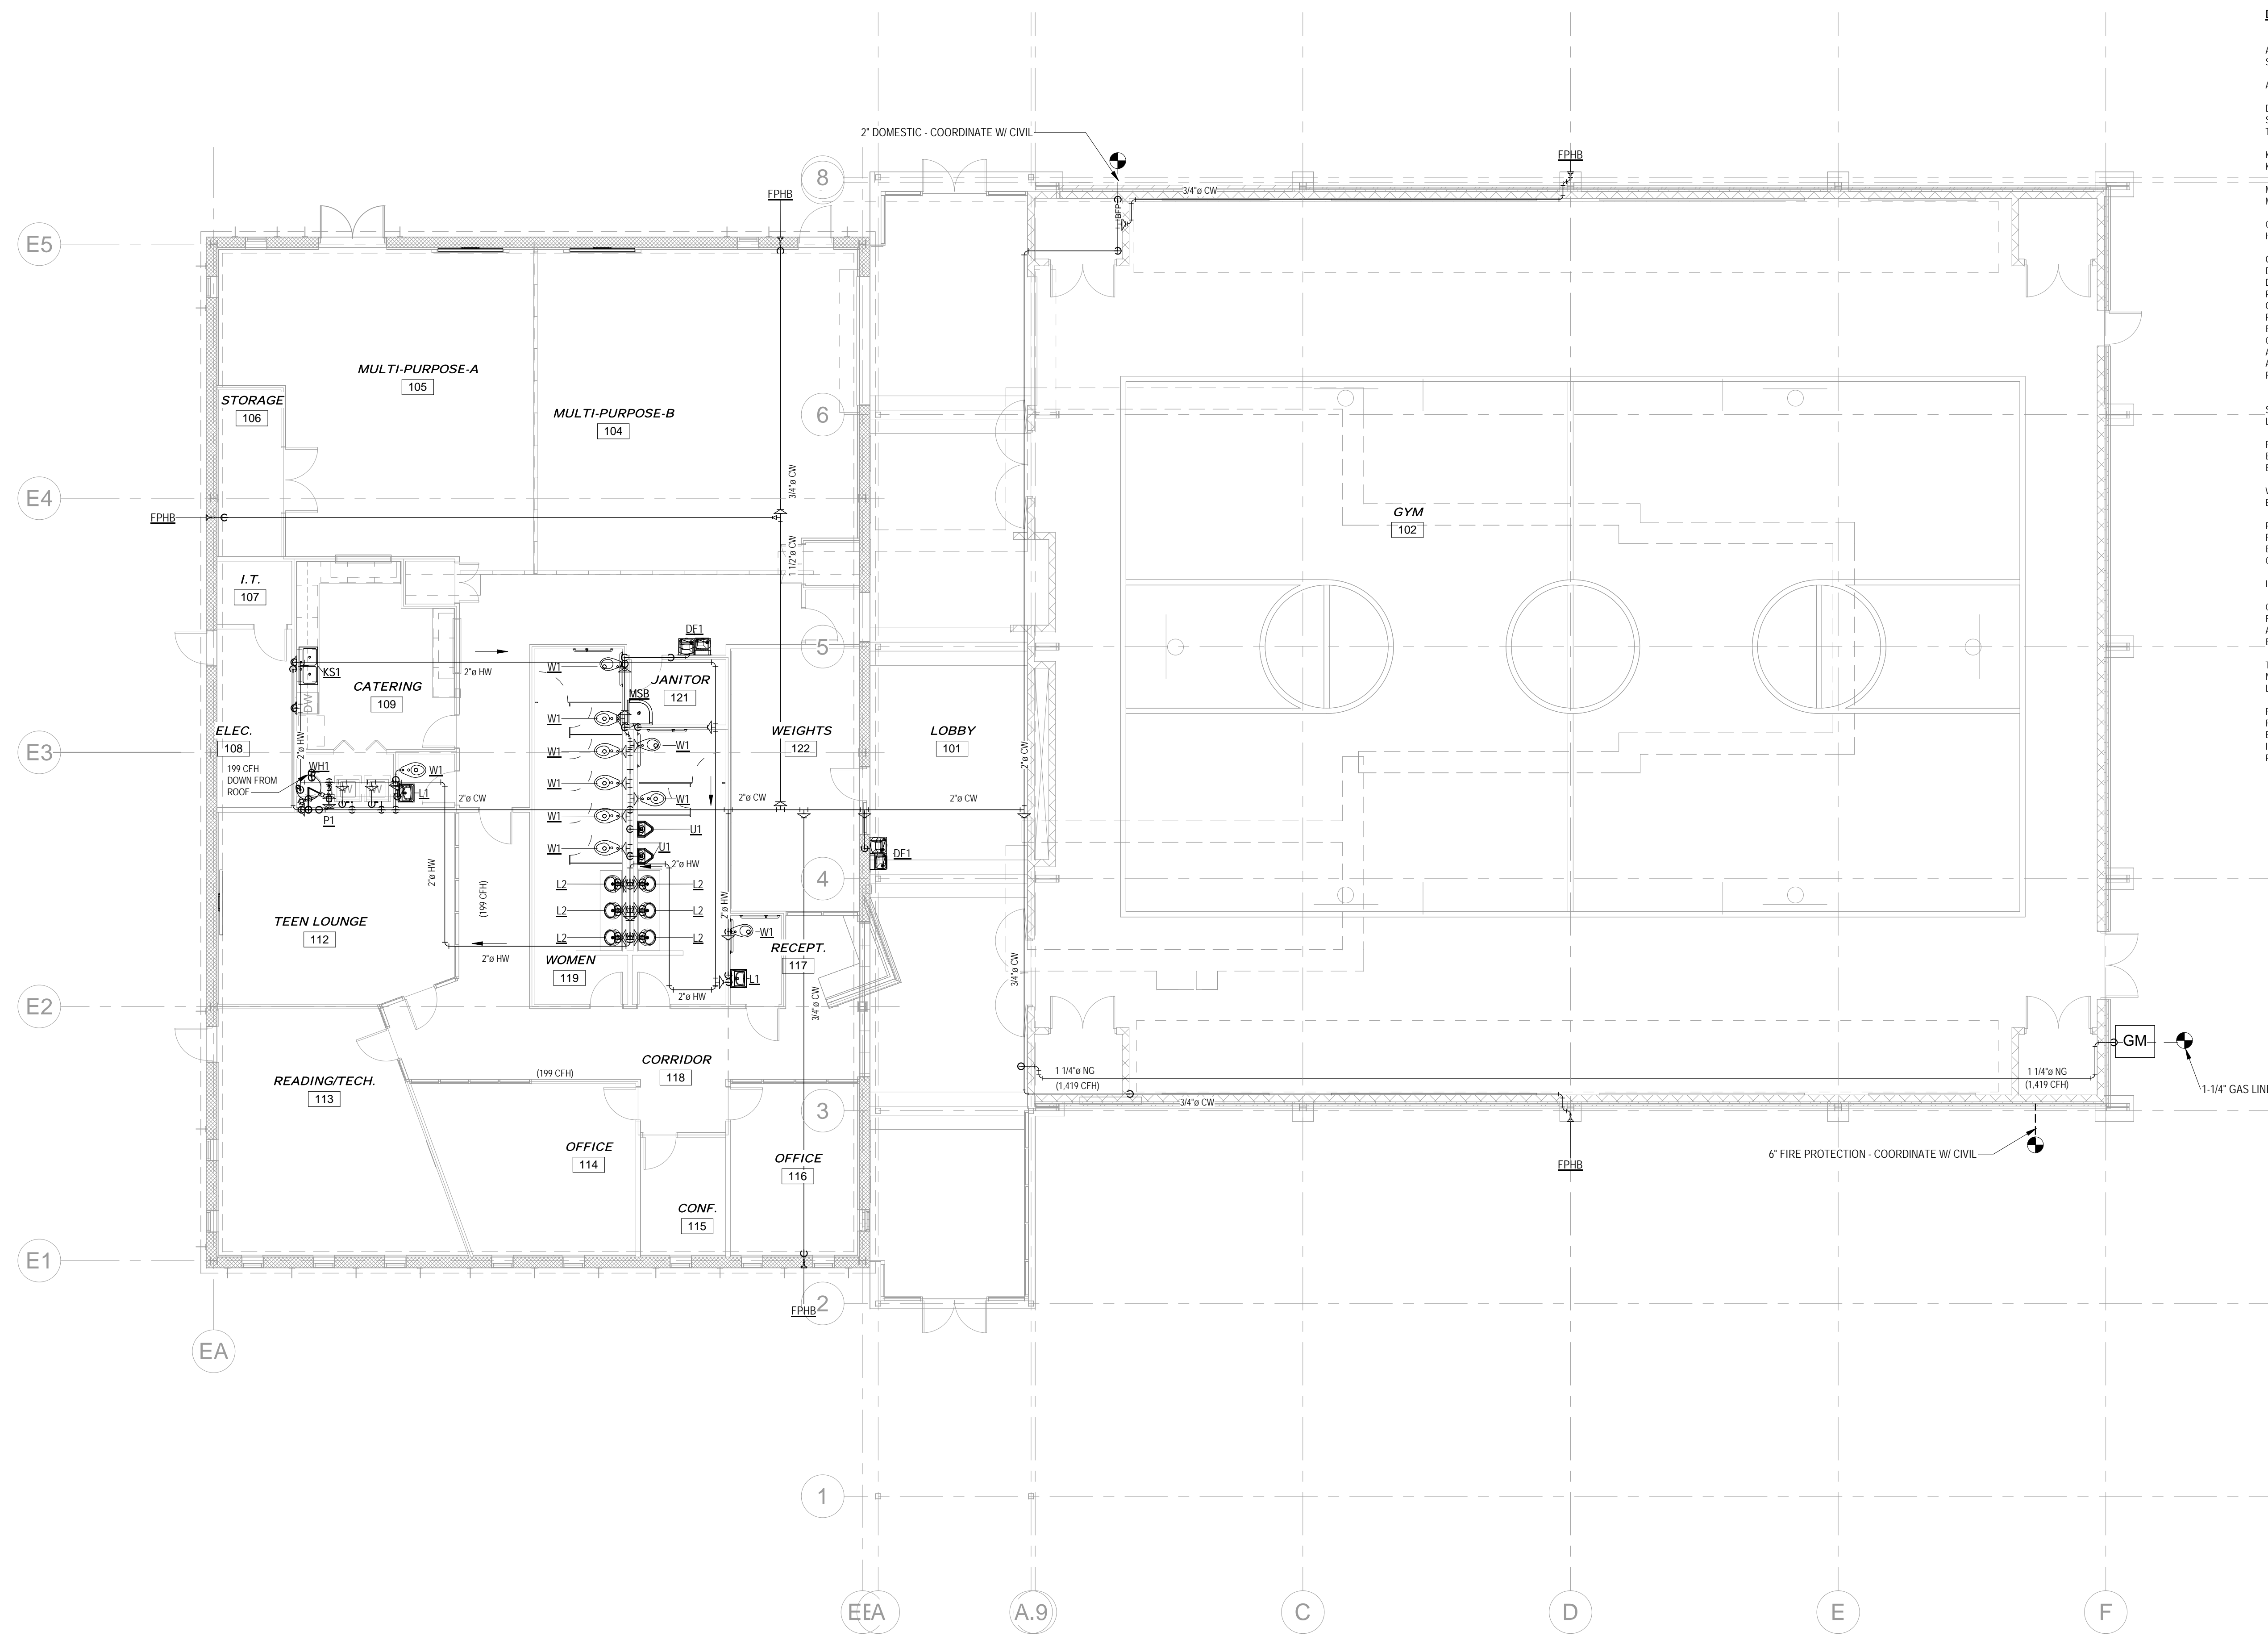 2" DOMESTIC - COORDINATE W/ CIVIL
FPHB
8
3/4"ø CW
FPHB
BFP
E5
MULTI-PURPOSE-A
105
STORAGE
106
MULTI-PURPOSE-B
104
6
3/4"ø CW
E4
FPHB
GYM
102
1 1/2"ø CW
I.T.
107
DF1
5
W1
2"ø HW
KS1
CATERING
109
JANITOR
121
MSB
DW
W1
ELEC.
108
WEIGHTS
122
LOBBY
101
2"ø HW
W1
W1
E3
2"ø CW
199 CFH
DOWN FROM
ROOF
WH1
W1
W1
L1
2"ø CW
W1
2"ø CW
2"ø CW
P1
W1
U1
W1
U1
DF1
2"ø HW
2"ø HW
4
L2
L2
(199 CFH)
2"ø HW
L2
L2
TEEN LOUNGE
112
W1
L2
L2
RECEPT.
117
2"ø HW
WOMEN
119
L1
3/4"ø CW
2"ø HW
E2
3/4"ø CW
GM
CORRIDOR
118
(199 CFH)
READING/TECH.
113
1 1/4"ø NG
(1,419 CFH)
1 1/4"ø NG
(1,419 CFH)
1-1/4" GAS LINE
3/4"ø CW
3
OFFICE
114
OFFICE
116
6" FIRE PROTECTION - COORDINATE W/ CIVIL
FPHB
CONF.
115
E1
FPHB
2
EA
1
A
A.9
C
D
E
F